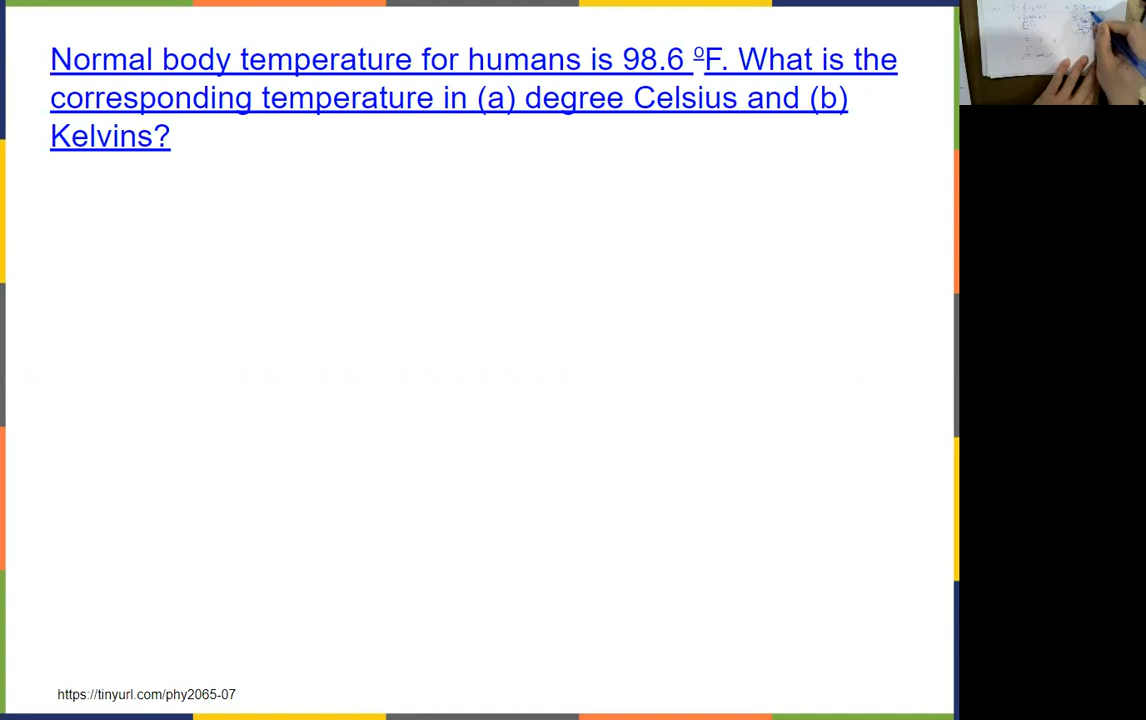 Normal body temperature for humans is 98.6 ºF. What is the
corresponding temperature in (a) degree Celsius and (b)
Kelvins?
https://tinyurl.com/phy2065-07